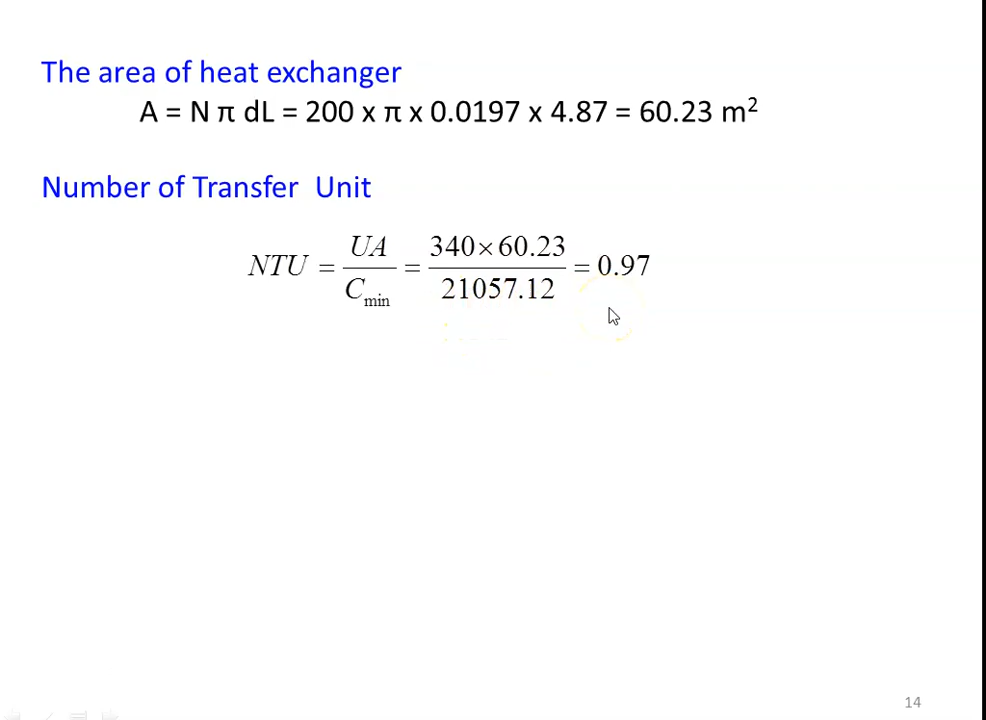 The area of heat exchanger
A = N π dL = 200 x π x 0.0197 x 4.87 = 60.23 m²
Number of Transfer Unit
NTU = UA / C_min = 340×60.23 / 21057.12 = 0.97
14